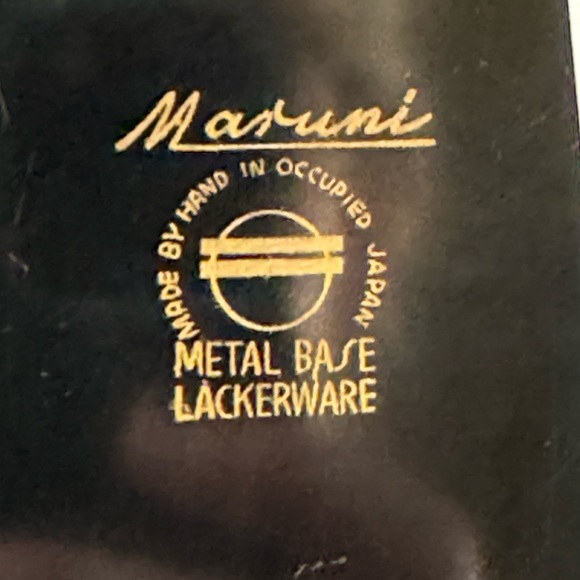 Maruni
MADE BY HAND IN OCCUPIED JAPAN
METAL BASE
LACKERWARE